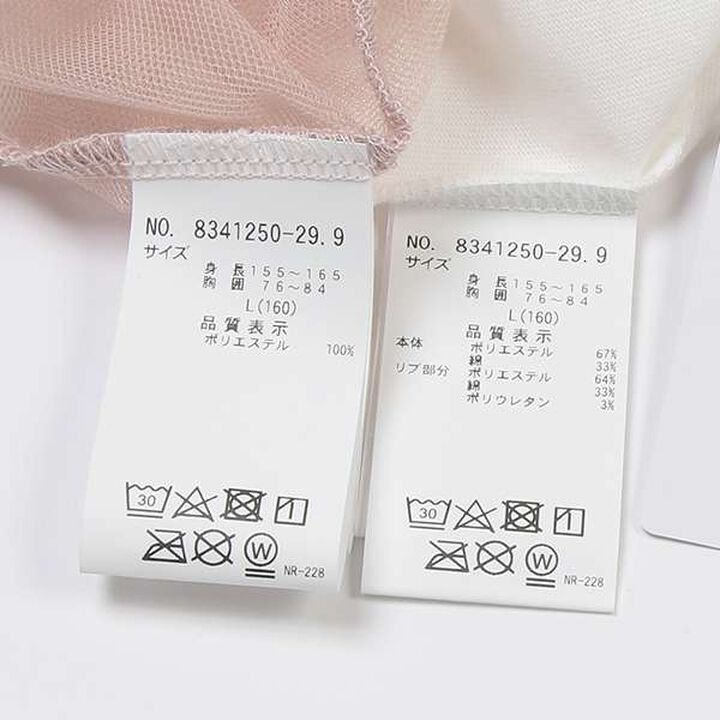 NO. 8341250-29.9
サイズ
身長155～165
胸囲 76～84
L(160)
品質表示
ポリエステル 100%
30
W
NR-228
NO. 8341250-29.9
サイズ
身長155～165
胸囲 76～84
L(160)
品質表示
本体 ポリエステル 67%
綿 33%
リブ部分 ポリエステル 64%
綿 33%
ポリウレタン 3%
30
W
NR-228